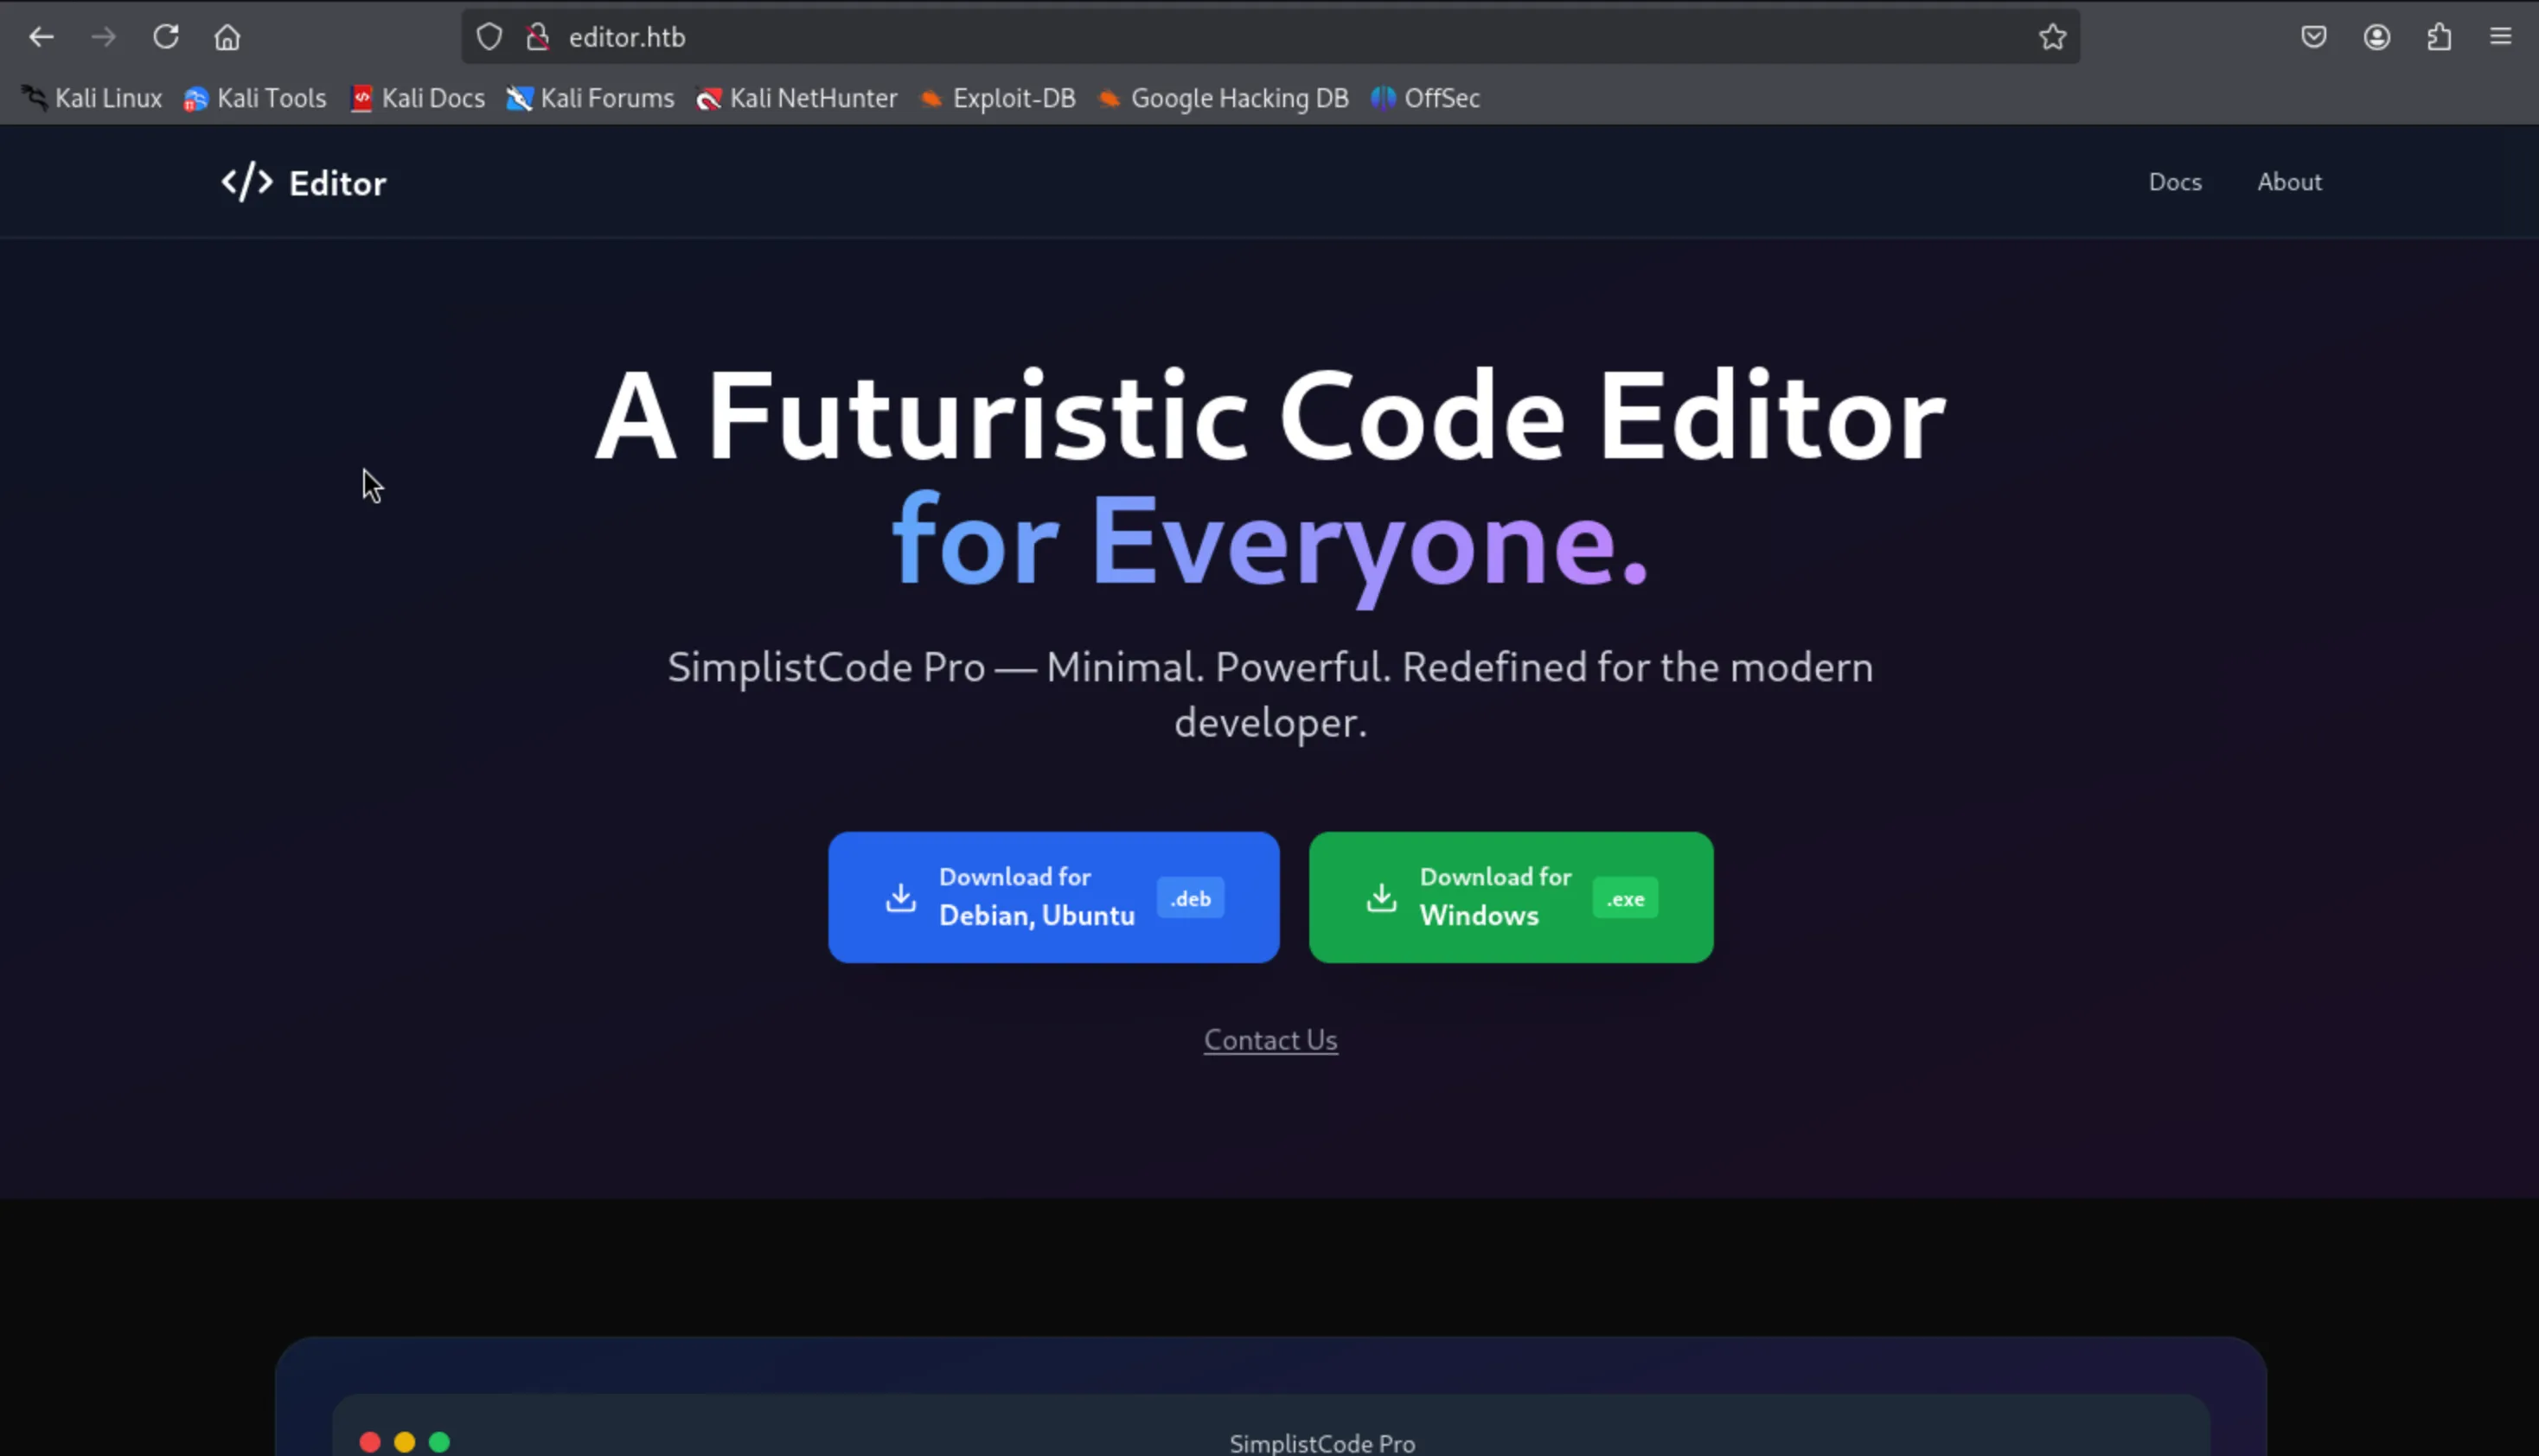 editor.htb
Kali Linux Kali Tools Kali Docs Kali Forums Kali NetHunter Exploit-DB Google Hacking DB OffSec
</> Editor Docs About
A Futuristic Code Editor
for Everyone.
SimplistCode Pro — Minimal. Powerful. Redefined for the modern
developer.
Download for
Debian, Ubuntu
.deb
Download for
Windows
.exe
Contact Us
SimplistCode Pro